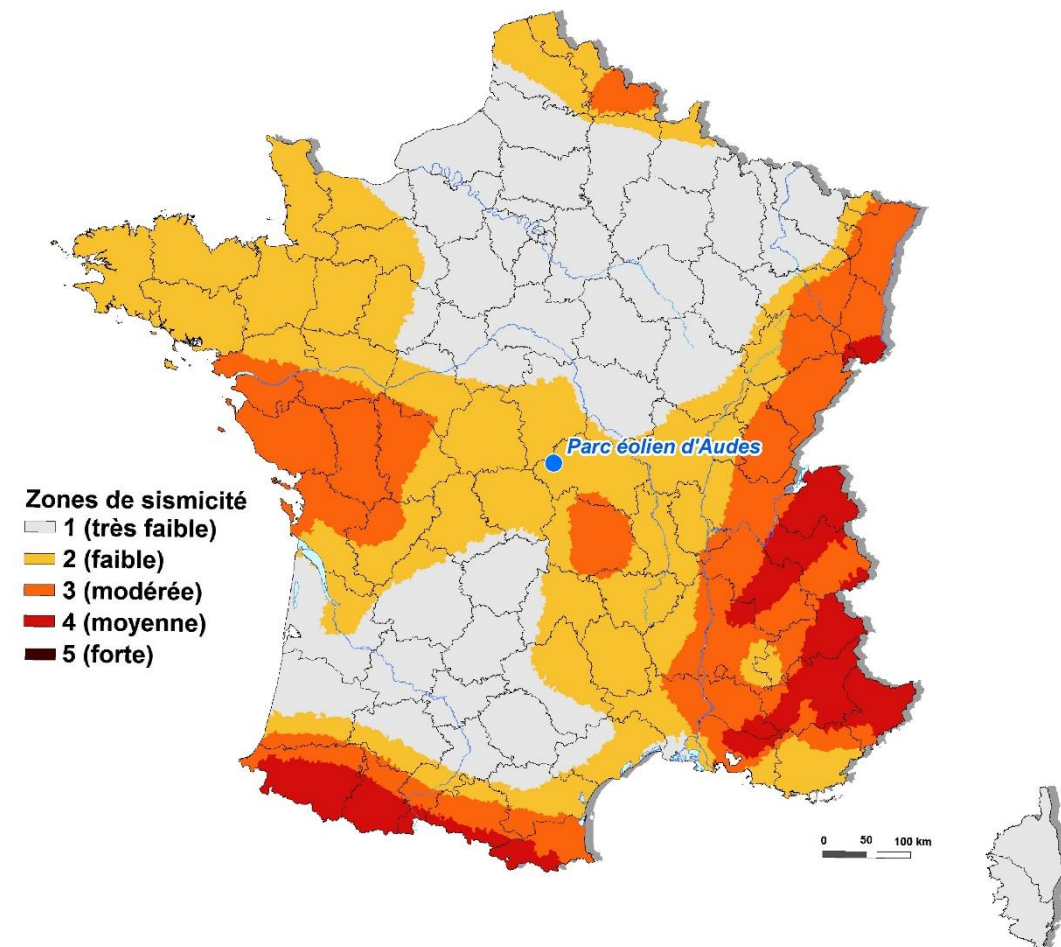 Parc éolien d'Audes
Zones de sismicité
1 (très faible)
2 (faible)
3 (modérée)
4 (moyenne)
5 (forte)
0 50 100 km